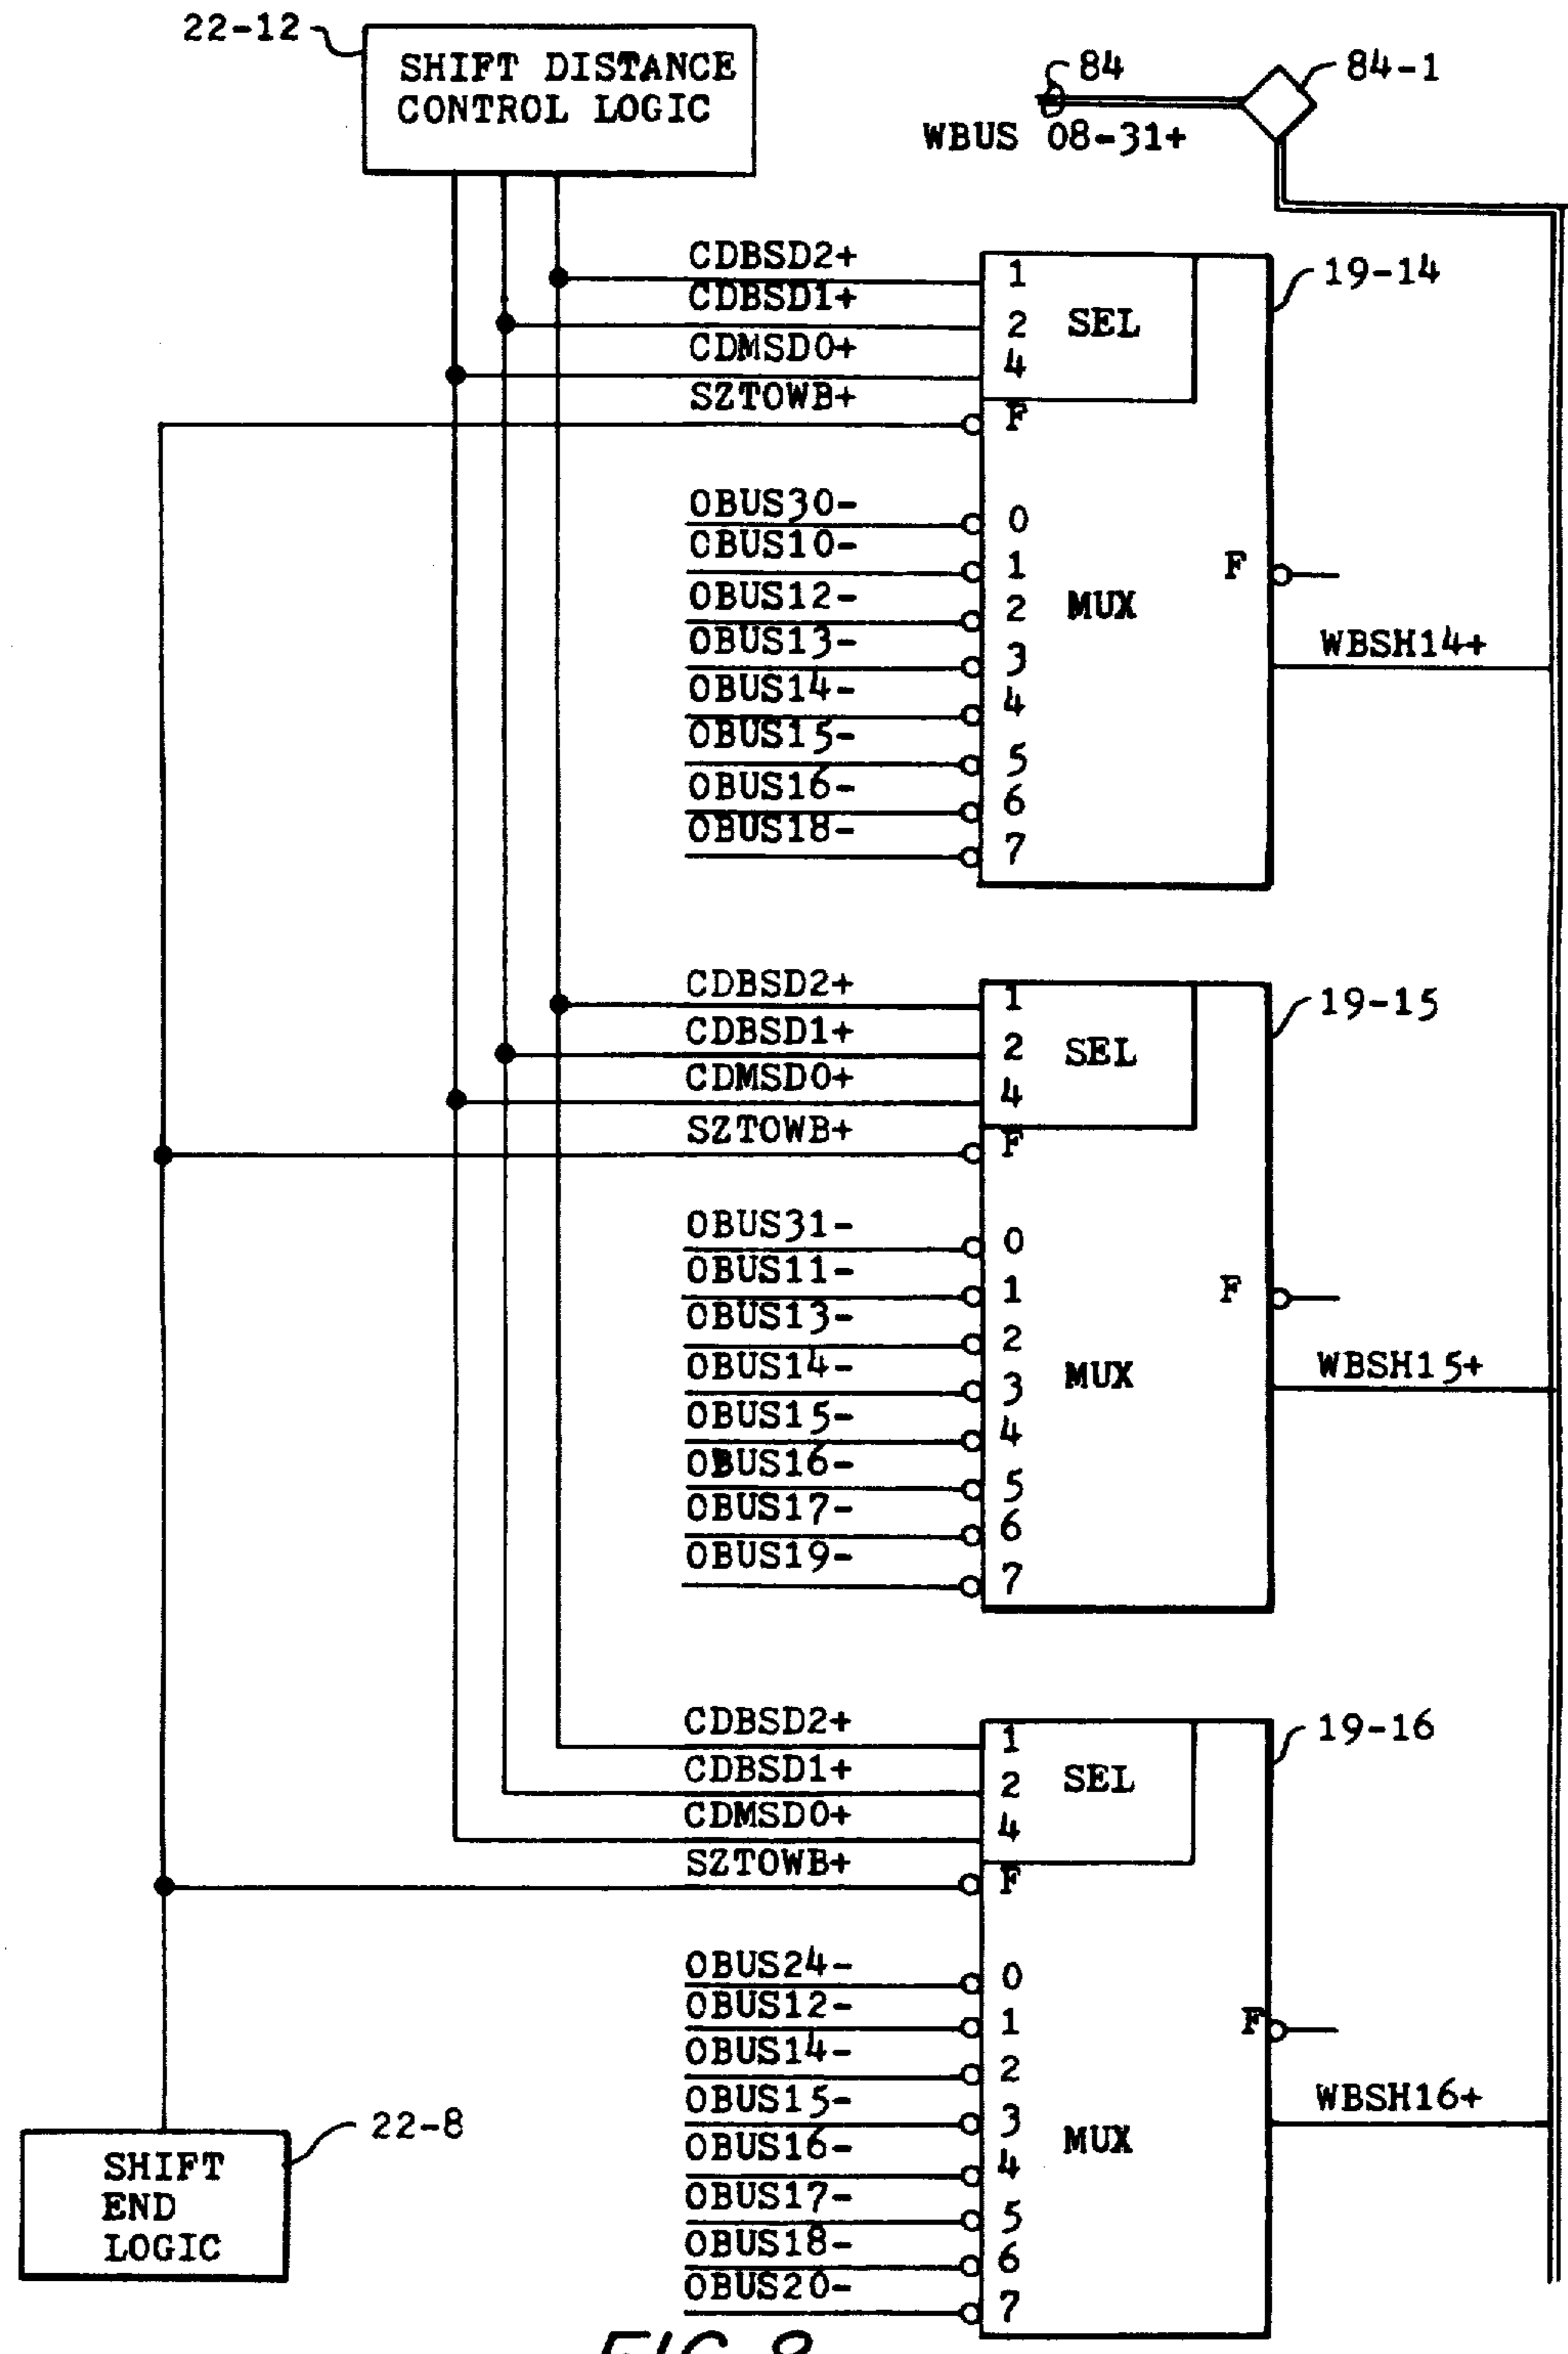 22-12
SHIFT DISTANCE
CONTROL LOGIC
84
84-1
WBUS 08-31+
CDBSD2+
1
19-14
CDBSD1+
2
SEL
CDMSD0+
4
SZTOWB+
F
OBUS30-
0
OBUS10-
1
F
OBUS12-
2
MUX
OBUS13-
3
WBSH14+
OBUS14-
4
OBUS15-
5
OBUS16-
6
OBUS18-
7
CDBSD2+
1
19-15
CDBSD1+
2
SEL
CDMSD0+
4
SZTOWB+
F
OBUS31-
0
OBUS11-
1
F
OBUS13-
2
OBUS14-
3
MUX
WBSH15+
OBUS15-
4
OBUS16-
5
OBUS17-
6
OBUS19-
7
CDBSD2+
1
19-16
CDBSD1+
2
SEL
CDMSD0+
4
SZTOWB+
F
OBUS24-
0
OBUS12-
1
F
OBUS14-
2
OBUS15-
3
WBSH16+
22-8
MUX
OBUS16-
4
SHIFT
END
LOGIC
OBUS17-
5
OBUS18-
6
OBUS20-
7